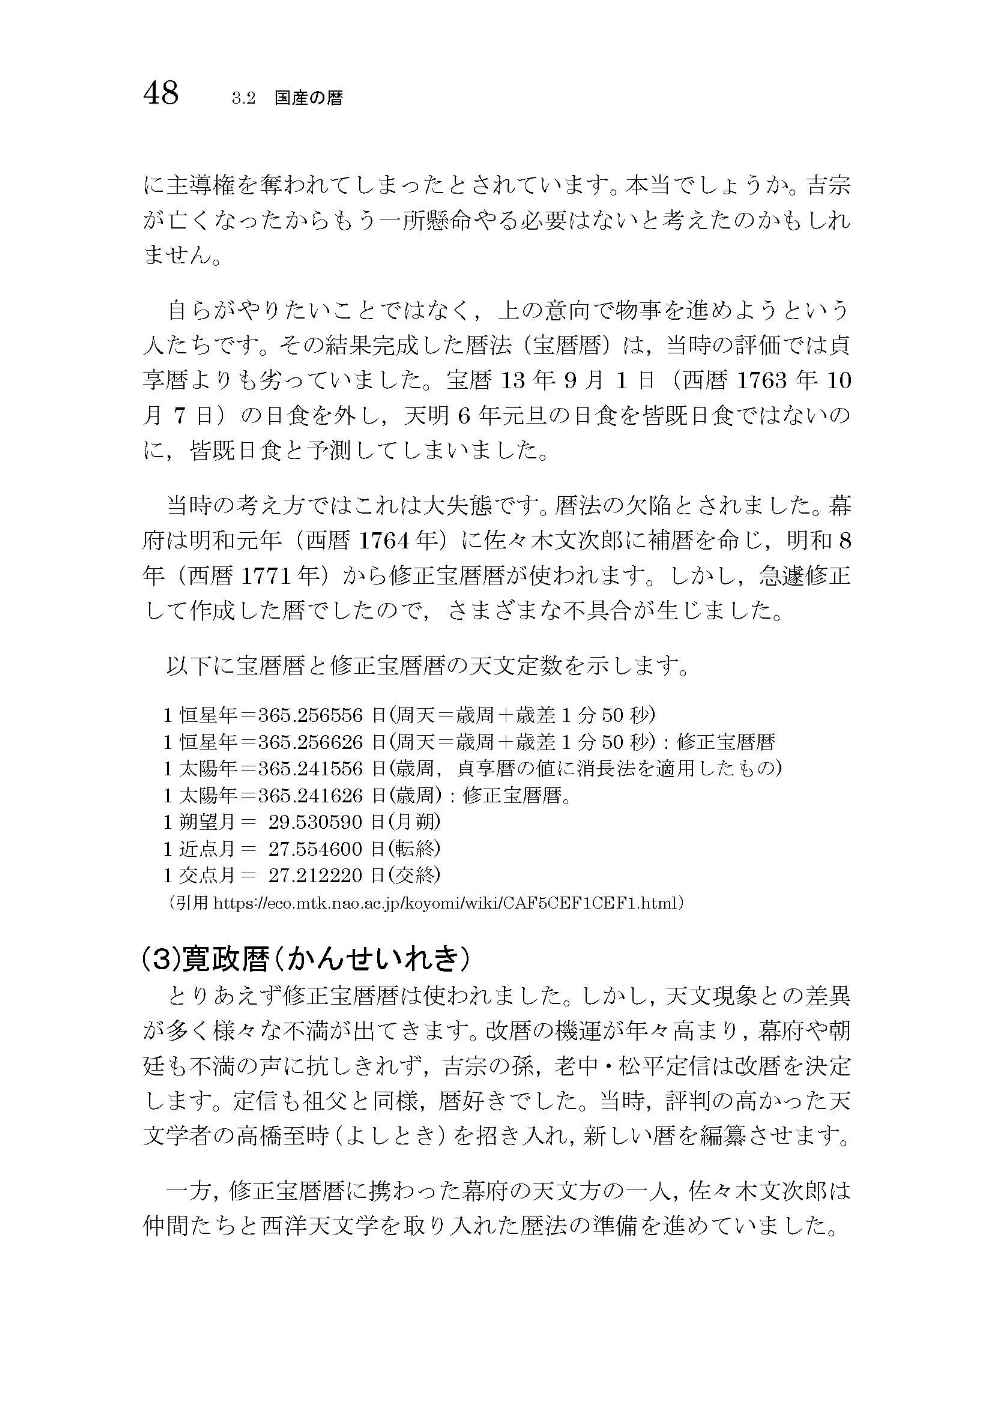 48　3.2　国産の暦
に主導権を奪われてしまったとされています。本当でしょうか。吉宗
が亡くなったからもう一所懸命やる必要はないと考えたのかもしれ
ません。
自らがやりたいことではなく，上の意向で物事を進めようという
人たちです。その結果完成した暦法（宝暦暦）は，当時の評価では貞
享暦よりも劣っていました。宝暦 13 年 9 月 1 日（西暦 1763 年 10
月 7 日）の日食を外し，天明 6 年元旦の日食を皆既日食ではないの
に，皆既日食と予測してしまいました。
当時の考え方ではこれは大失態です。暦法の欠陥とされました。幕
府は明和元年（西暦 1764 年）に佐々木文次郎に補暦を命じ，明和 8
年（西暦 1771 年）から修正宝暦暦が使われます。しかし，急遽修正
して作成した暦でしたので，さまざまな不具合が生じました。
以下に宝暦暦と修正宝暦暦の天文定数を示します。
1 恒星年＝365.256556 日(周天＝歳周＋歳差 1 分 50 秒)
1 恒星年＝365.256626 日(周天＝歳周＋歳差 1 分 50 秒)：修正宝暦暦
1 太陽年＝365.241556 日(歳周，貞享暦の値に消長法を適用したもの)
1 太陽年＝365.241626 日(歳周)：修正宝暦暦。
1 朔望月＝ 29.530590 日(月朔)
1 近点月＝ 27.554600 日(転終)
1 交点月＝ 27.212220 日(交終)
（引用 https://eco.mtk.nao.ac.jp/koyomi/wiki/CAF5CEF1CEF1.html）
(3)寛政暦（かんせいれき）
とりあえず修正宝暦暦は使われました。しかし，天文現象との差異
が多く様々な不満が出てきます。改暦の機運が年々高まり，幕府や朝
廷も不満の声に抗しきれず，吉宗の孫，老中・松平定信は改暦を決定
します。定信も祖父と同様，暦好きでした。当時，評判の高かった天
文学者の高橋至時（よしとき）を招き入れ，新しい暦を編纂させます。
一方，修正宝暦暦に携わった幕府の天文方の一人，佐々木文次郎は
仲間たちと西洋天文学を取り入れた歴法の準備を進めていました。